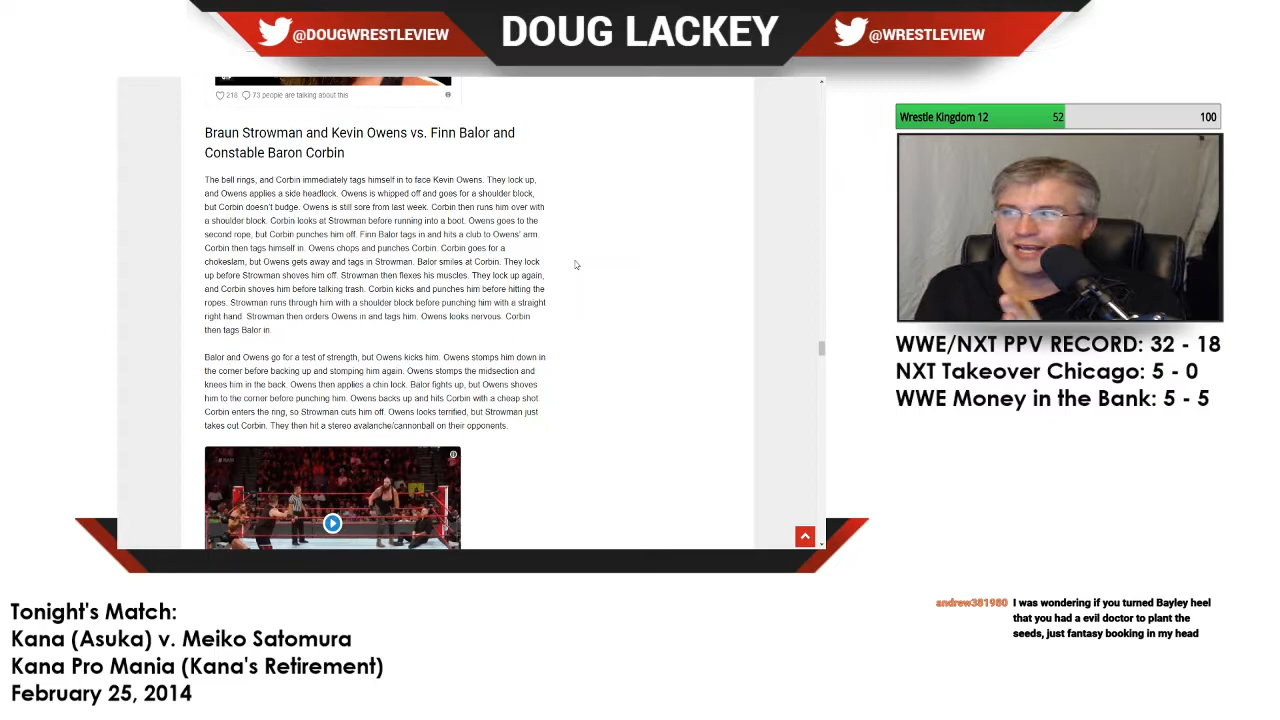 @DOUGWRESTLEVIEW
DOUG LACKEY
@WRESTLEVIEW
216 73 people are talking about this
Braun Strowman and Kevin Owens vs. Finn Balor and
Constable Baron Corbin
The bell rings, and Corbin immediately tags himself in to face Kevin Owens. They lock up,
and Owens applies a side headlock. Owens is whipped off and goes for a shoulder block,
but Corbin doesn't budge. Owens is still sore from last week. Corbin then runs him over with
a shoulder block. Corbin looks at Strowman before running into a boot. Owens goes to the
second rope, but Corbin punches him off. Finn Balor tags in and hits a club to Owens' arm.
Corbin then tags himself in. Owens chops and punches Corbin. Corbin goes for a
chokeslam, but Owens gets away and tags in Strowman. Balor smiles at Corbin. They lock
up before Strowman shoves him off. Strowman then flexes his muscles. They lock up again,
and Corbin shoves him before talking trash. Corbin kicks and punches him before hitting the
ropes. Strowman runs through him with a shoulder block before punching him with a straight
right hand. Strowman then orders Owens in and tags him. Owens looks nervous. Corbin
then tags Balor in.
Balor and Owens go for a test of strength, but Owens kicks him. Owens stomps him down in
the corner before backing up and stomping him again. Owens stomps the midsection and
knees him in the back. Owens then applies a chin lock. Balor fights up, but Owens shoves
him to the corner before punching him. Owens backs up and hits Corbin with a cheap shot.
Corbin enters the ring, so Strowman cuts him off. Owens looks terrified, but Strowman just
takes out Corbin. They then hit a stereo avalanche/cannonball on their opponents.
Wrestle Kingdom 12 52 100
WWE/NXT PPV RECORD: 32 - 18
NXT Takeover Chicago: 5 - 0
WWE Money in the Bank: 5 - 5
Tonight's Match:
Kana (Asuka) v. Meiko Satomura
Kana Pro Mania (Kana's Retirement)
February 25, 2014
andrew381980 I was wondering if you turned Bayley heel
that you had a evil doctor to plant the
seeds, just fantasy booking in my head